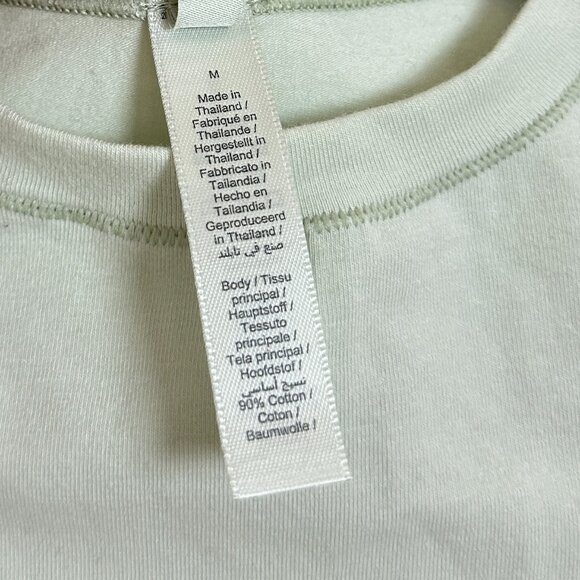 M
Made in
Thailand /
Fabriqué en
Thaïlande /
Hergestellt in
Thailand /
Fabbricato in
Tailandia /
Hecho en
Tailandia /
Geproduceerd
in Thailand /
صنع في تايلند
Body / Tissu
principal /
Hauptstoff /
Tessuto
principale /
Tela principal /
Hoofdstof /
نسيج أساسي
90% Cotton /
Coton /
Baumwolle /